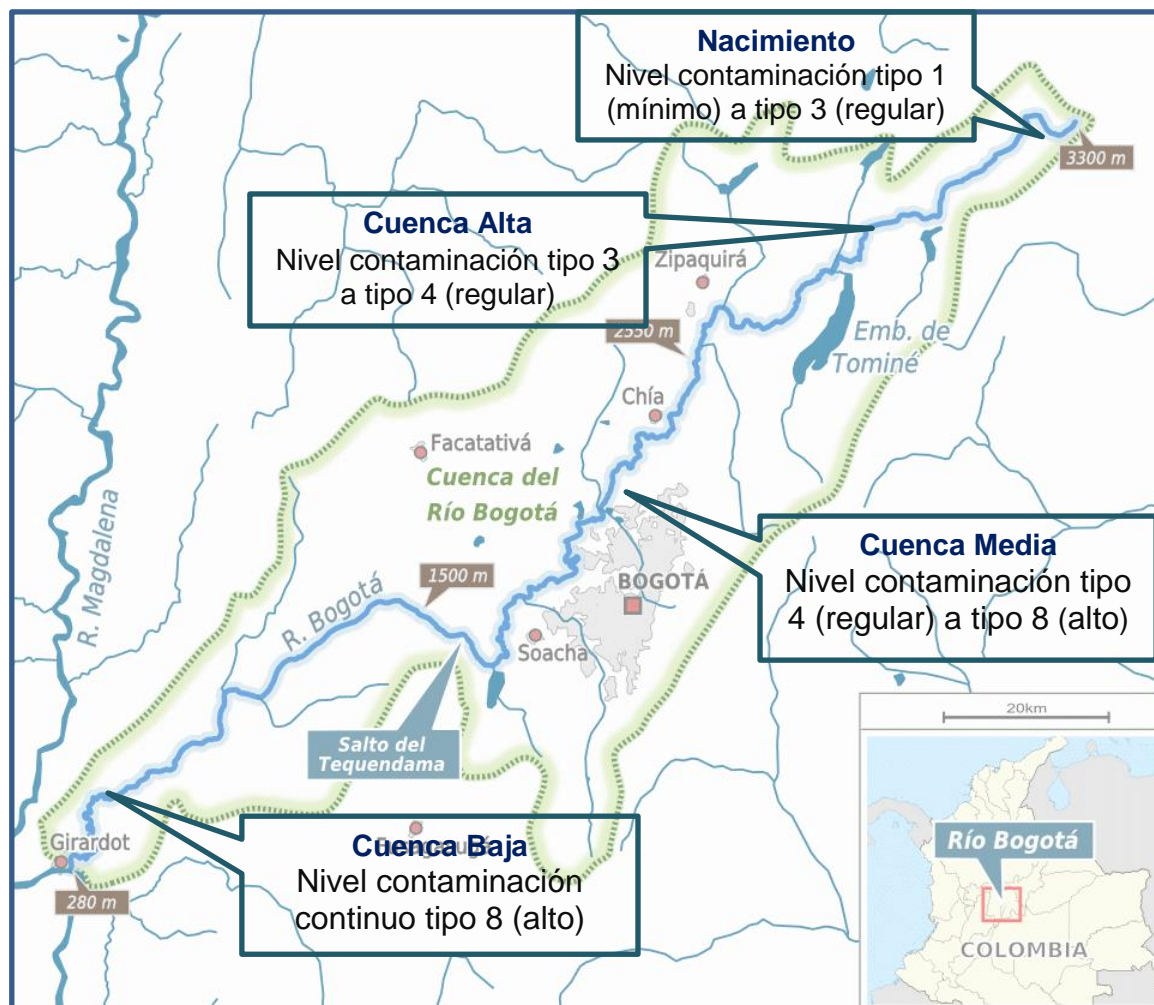 Nacimiento
Nivel contaminación tipo 1
(mínimo) a tipo 3 (regular)
3300 m
Cuenca Alta
Nivel contaminación tipo 3
a tipo 4 (regular)
Zipaquirá
2550 m
Emb. de
Tominé
Chía
Facatativá
Cuenca del
Río Bogotá
R. Magdalena
Cuenca Media
Nivel contaminación tipo
4 (regular) a tipo 8 (alto)
1500 m
BOGOTÁ
R. Bogotá
Soacha
Salto del
Tequendama
20km
Girardot
280 m
Cuenca Baja
Nivel contaminación
continuo tipo 8 (alto)
Río Bogotá
COLOMBIA